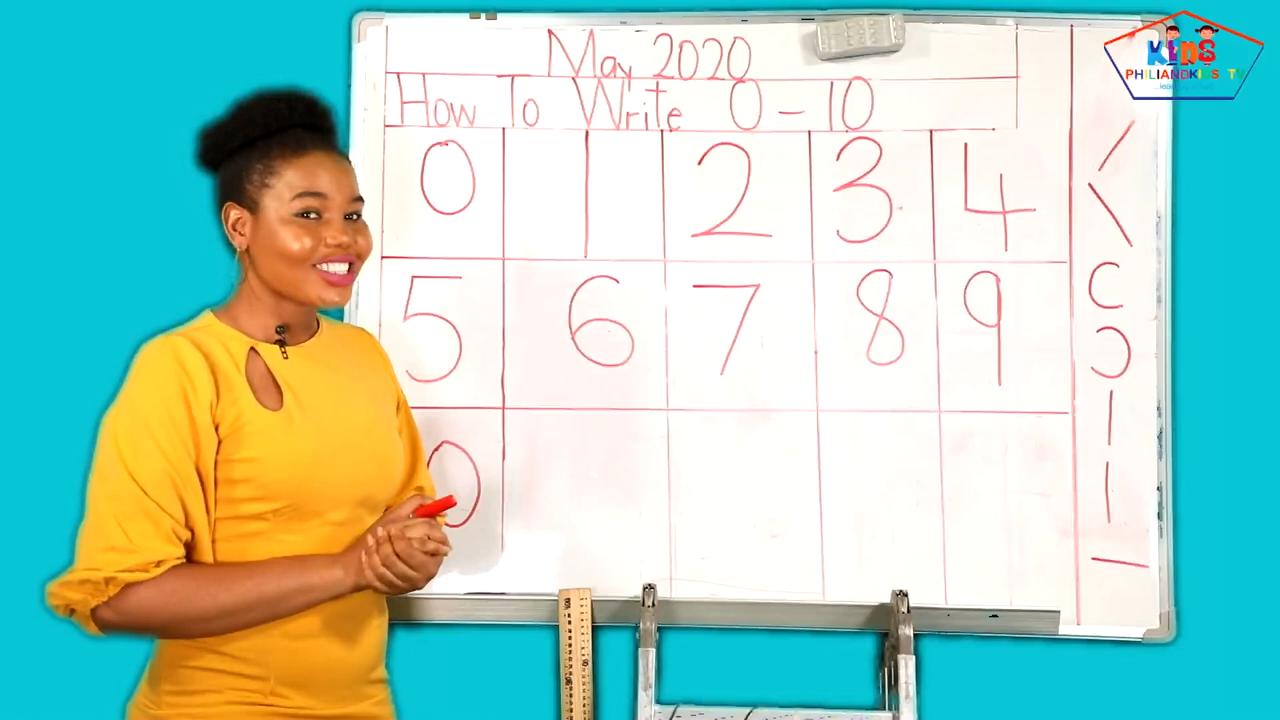 May 2020
How To Write 0 - 10
0 1 2 3 4
5 6 7 8 9
0
KIDS
PHILIANDKIDS TV